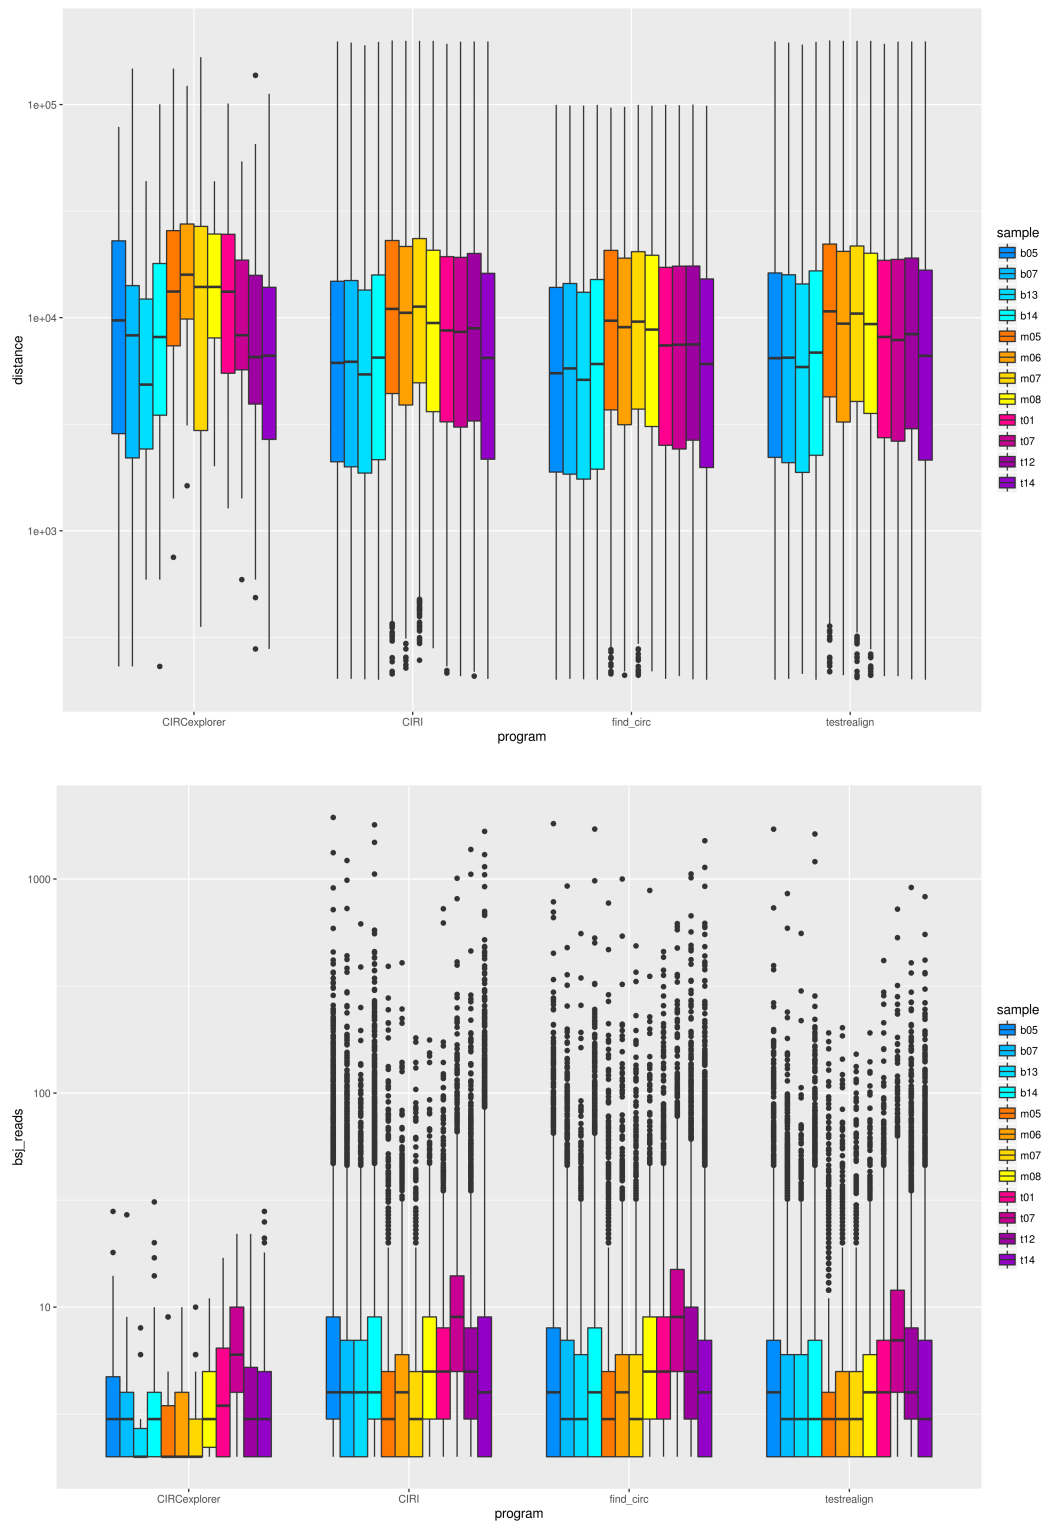 1e+05
1e+04
1e+03
distance
CIRCexplorer
CIRI
find_circ
testrealign
program
sample
b05
b07
b13
b14
m05
m06
m07
m08
t01
t07
t12
t14
1000
100
10
bsj_reads
CIRCexplorer
CIRI
find_circ
testrealign
program
sample
b05
b07
b13
b14
m05
m06
m07
m08
t01
t07
t12
t14